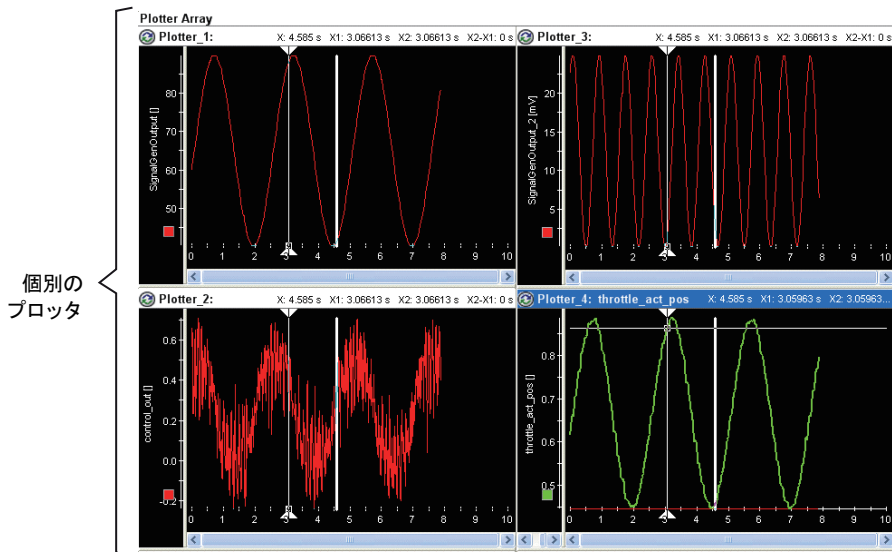 Plotter Array
Plotter_1: X: 4.585 s X1: 3.06613 s X2: 3.06613 s X2-X1: 0 s
80
70
60
50
SignalGenOutput []
0 1 2 3 4 5 6 7 8 9 10
Plotter_3: X: 4.585 s X1: 3.06613 s X2: 3.06613 s X2-X1: 0 s
20
15
10
5
SignalGenOutput_2 [mV]
0 1 2 3 4 5 6 7 8 9 10
個別の
プロッタ
Plotter_2: X: 4.585 s X1: 3.06613 s X2: 3.06613 s X2-X1: 0 s
0.6
0.4
0.2
0.0
-0.2
control_out []
0 1 2 3 4 5 6 7 8 9 10
Plotter_4: throttle_act_pos X: 4.585 s X1: 3.05963 s X2: 3.05963...
0.8
0.7
0.6
0.5
throttle_act_pos []
0 1 2 3 4 5 6 7 8 9 10